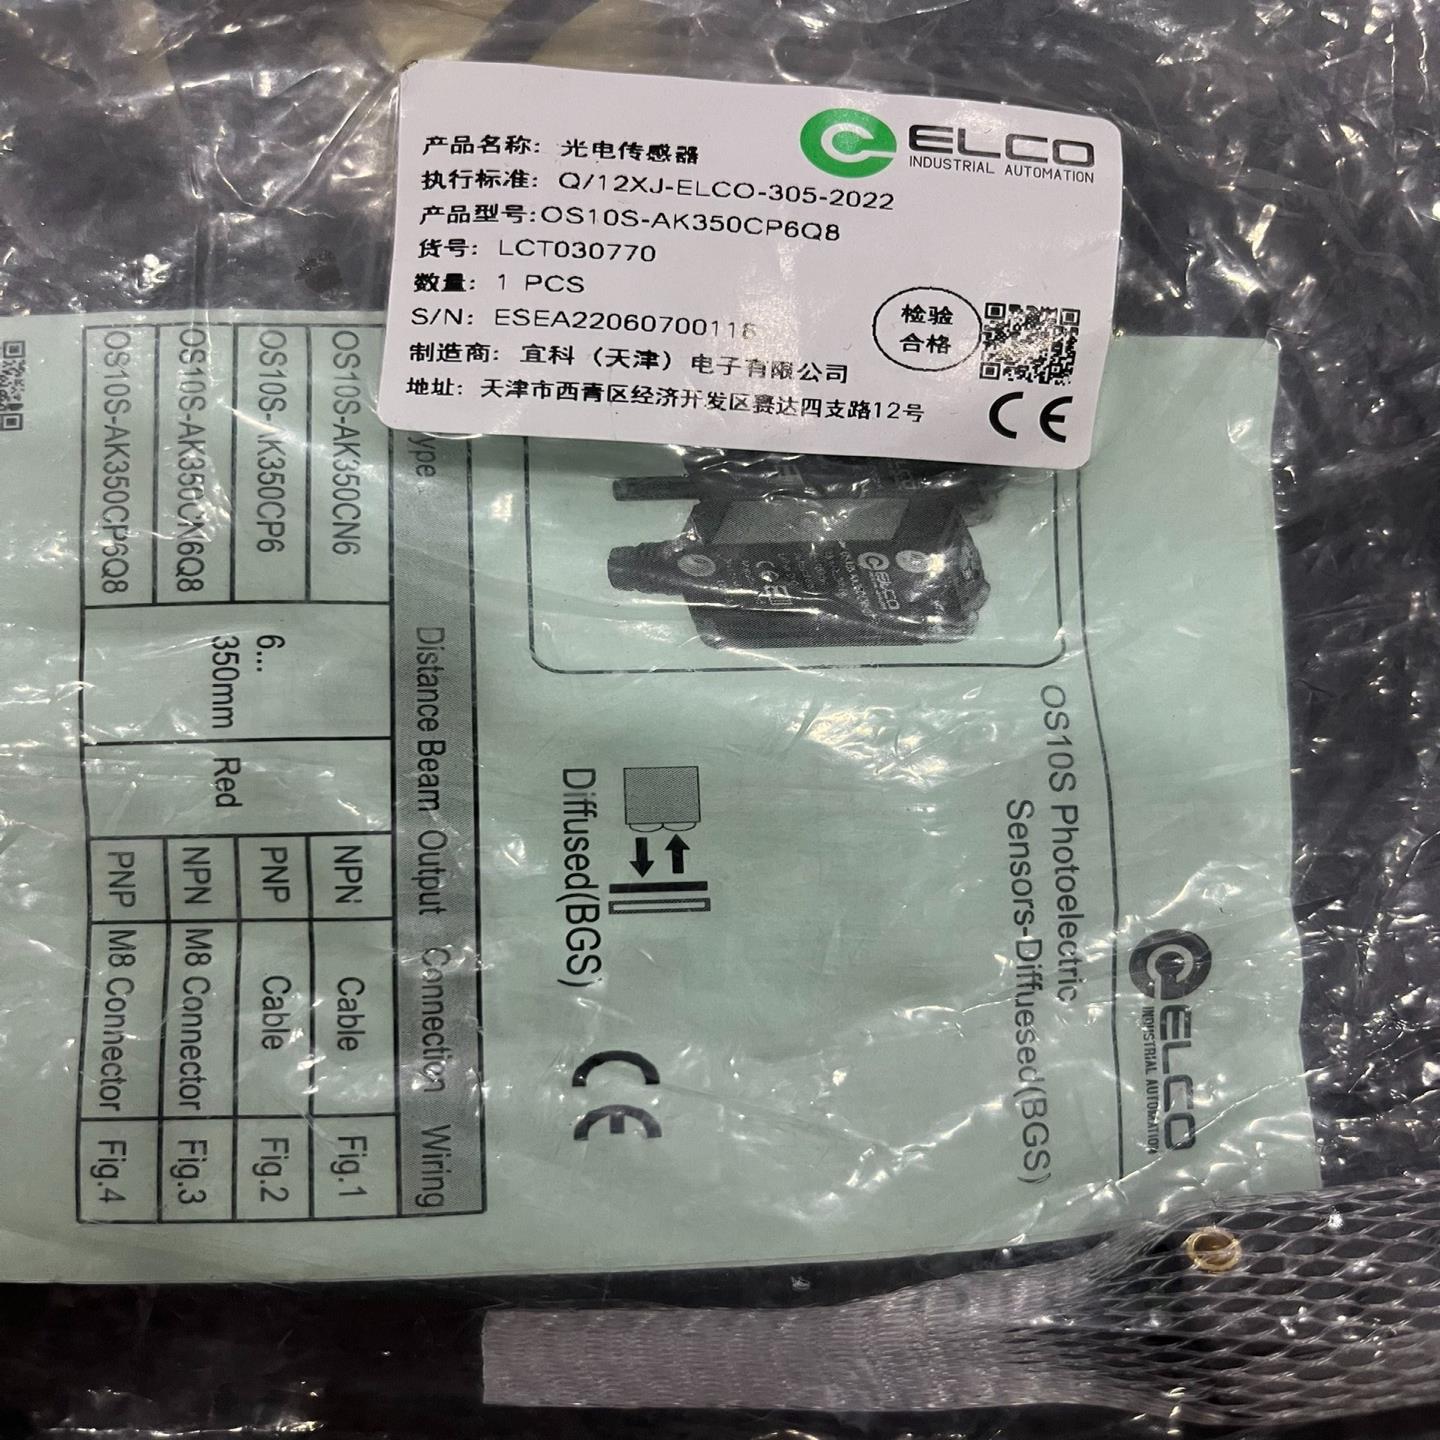 ELCO
INDUSTRIAL AUTOMATION
产品名称: 光电传感器
执行标准: Q/12XJ-ELCO-305-2022
产品型号:OS10S-AK350CP6Q8
货号: LCT030770
数量: 1 PCS
S/N: ESEA2206070011
制造商: 宜科（天津）电子有限公司
地址: 天津市西青区经济开发区赛达四支路12号
检验
合格
CE
ELCO
INDUSTRIAL AUTOMATION
OS10S Photoelectric
Sensors-Diffuesed(BGS)
ELCO
Diffused(BGS)
CE
Distance Beam Output Connection Wiring
OS10S-AK350CN6 NPN Cable Fig.1
OS10S-AK350CP6 6... PNP Cable Fig.2
OS10S-AK350CN6Q8 350mm Red NPN M8 Connector Fig.3
OS10S-AK350CP6Q8 PNP M8 Connector Fig.4